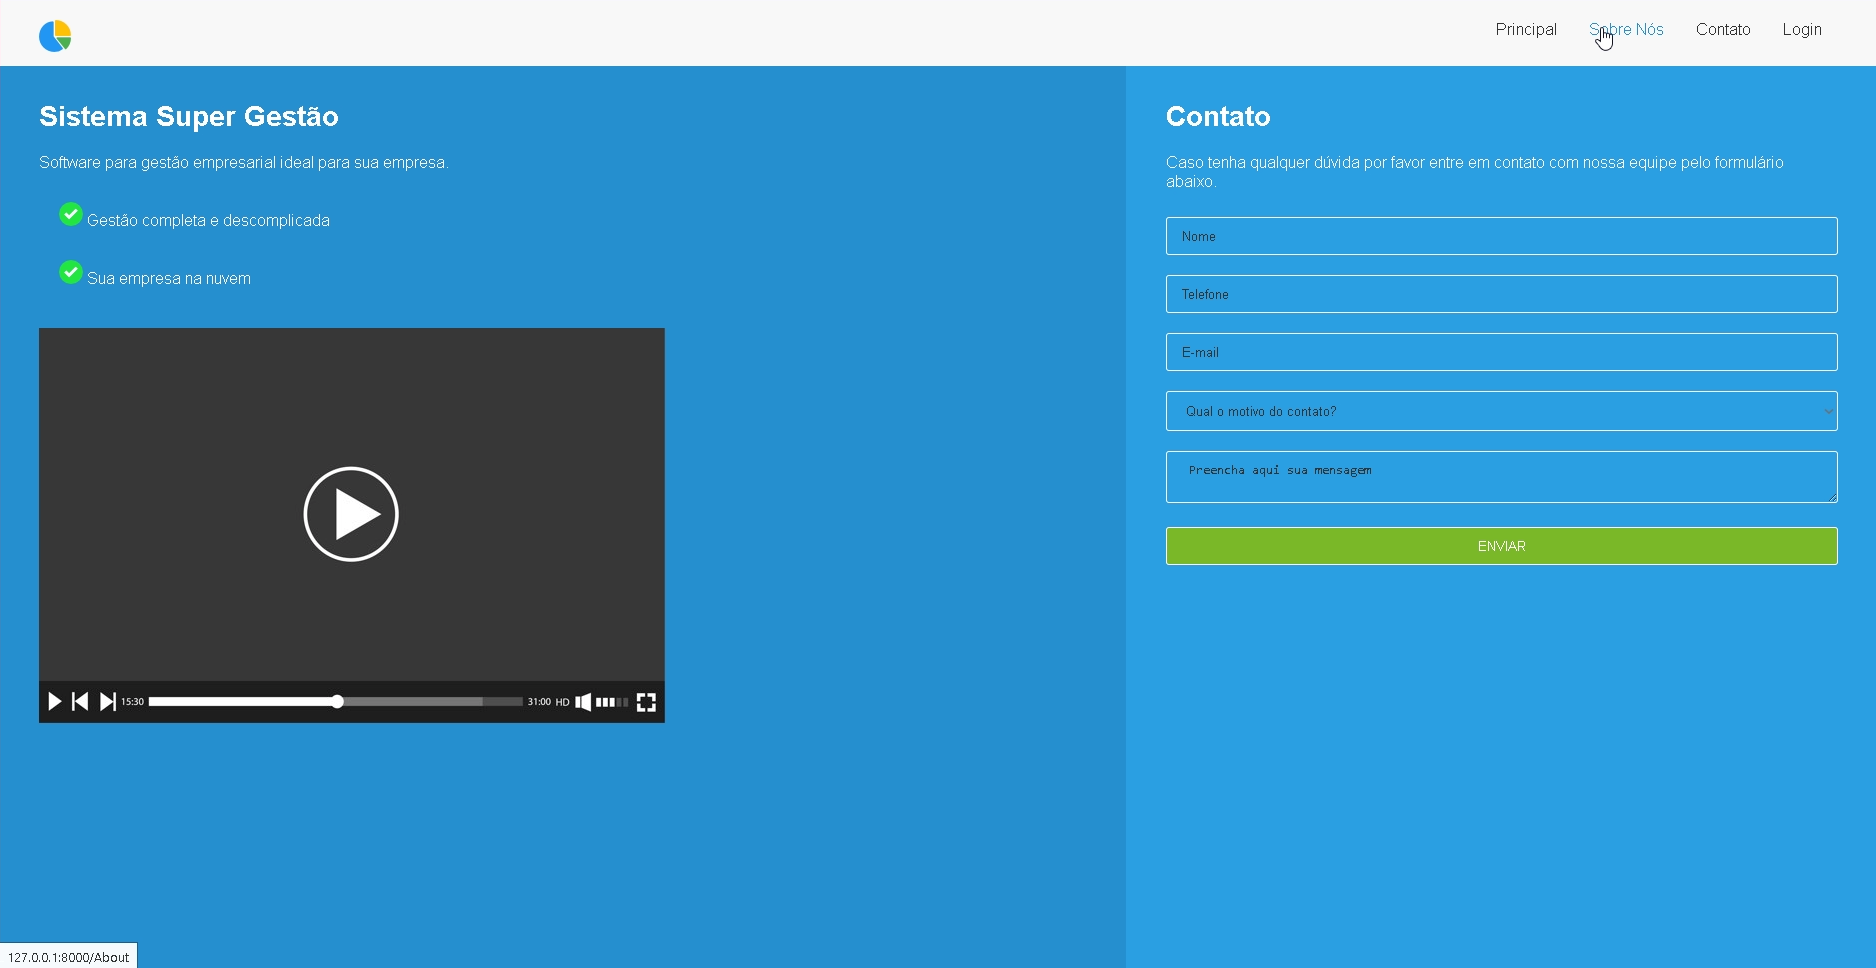 Principal Sobre Nós Contato Login
Sistema Super Gestão
Software para gestão empresarial ideal para sua empresa.
Gestão completa e descomplicada
Sua empresa na nuvem
15:30 31:00 HD
Contato
Caso tenha qualquer dúvida por favor entre em contato com nossa equipe pelo formulário
abaixo.
Nome
Telefone
E-mail
Qual o motivo do contato?
Preencha aqui sua mensagem
ENVIAR
127.0.0.1:8000/About